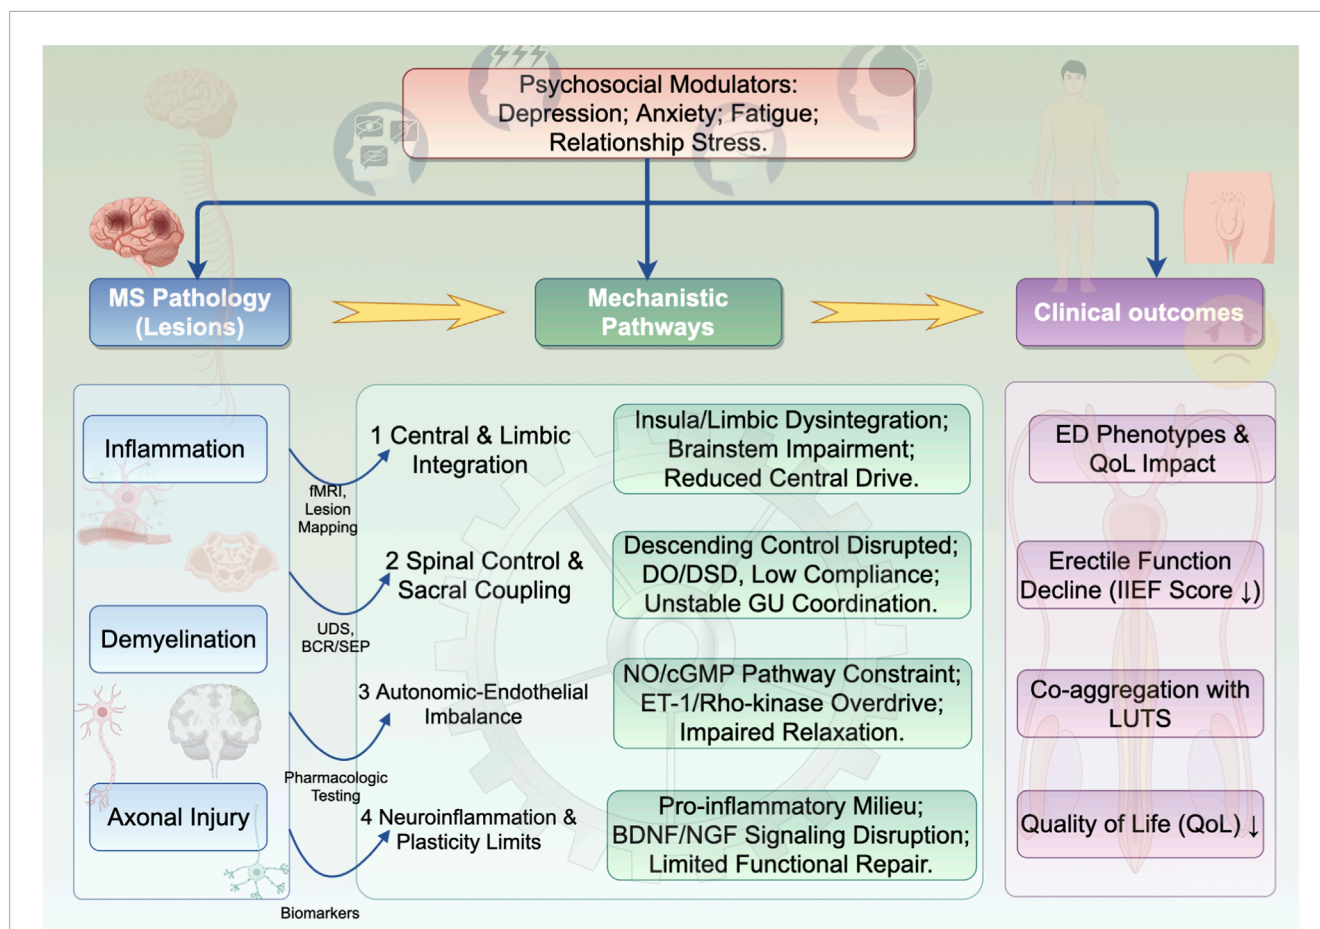 Psychosocial Modulators:
Depression; Anxiety; Fatigue;
Relationship Stress.
MS Pathology
(Lesions)
Mechanistic
Pathways
Clinical outcomes
Inflammation
Demyelination
Axonal Injury
fMRI,
Lesion
Mapping
UDS,
BCR/SEP
Pharmacologic
Testing
Biomarkers
1 Central & Limbic
Integration
Insula/Limbic Dysintegration;
Brainstem Impairment;
Reduced Central Drive.
2 Spinal Control &
Sacral Coupling
Descending Control Disrupted;
DO/DSD, Low Compliance;
Unstable GU Coordination.
3 Autonomic-Endothelial
Imbalance
NO/cGMP Pathway Constraint;
ET-1/Rho-kinase Overdrive;
Impaired Relaxation.
4 Neuroinflammation &
Plasticity Limits
Pro-inflammatory Milieu;
BDNF/NGF Signaling Disruption;
Limited Functional Repair.
ED Phenotypes &
QoL Impact
Erectile Function
Decline (IIEF Score ↓)
Co-aggregation with
LUTS
Quality of Life (QoL) ↓